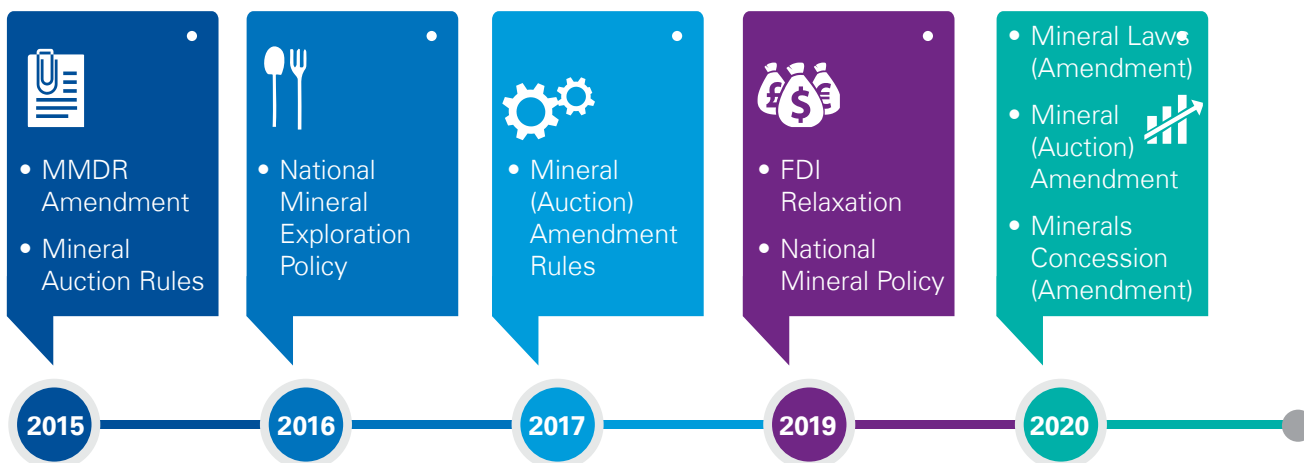 • MMDR
Amendment
• Mineral
Auction Rules
• National
Mineral
Exploration
Policy
• Mineral
(Auction)
Amendment
Rules
£
$
€
• FDI
Relaxation
• National
Mineral Policy
• Mineral Laws
(Amendment)
• Mineral
(Auction)
Amendment
• Minerals
Concession
(Amendment)
2015
2016
2017
2019
2020